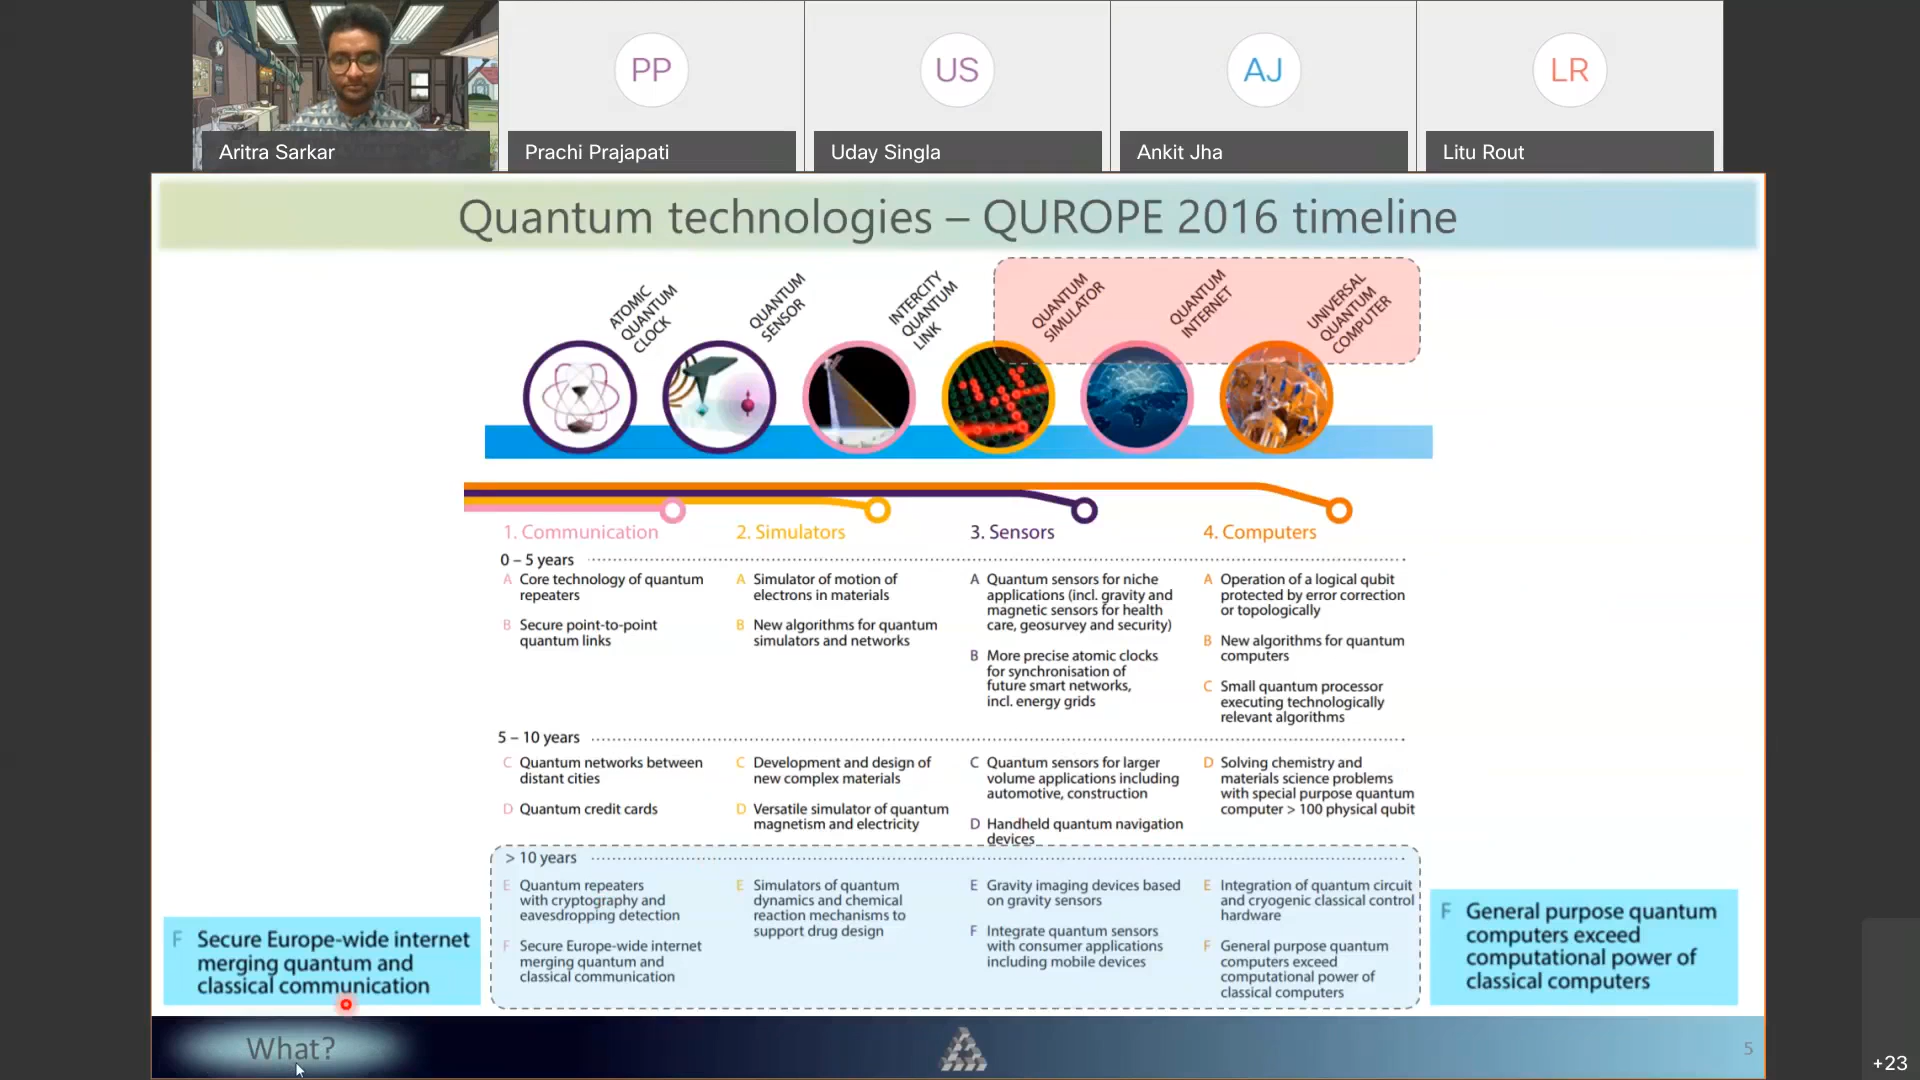 PP
US
AJ
LR
Aritra Sarkar
Prachi Prajapati
Uday Singla
Ankit Jha
Litu Rout
Quantum technologies – QUROPE 2016 timeline
ATOMIC
QUANTUM
CLOCK
QUANTUM
SENSOR
INTERCITY
QUANTUM
LINK
QUANTUM
SIMULATOR
QUANTUM
INTERNET
UNIVERSAL
QUANTUM
COMPUTER
1. Communication
2. Simulators
3. Sensors
4. Computers
0 – 5 years
A Core technology of quantum
repeaters
B Secure point-to-point
quantum links
A Simulator of motion of
electrons in materials
B New algorithms for quantum
simulators and networks
A Quantum sensors for niche
applications (incl. gravity and
magnetic sensors for health
care, geosurvey and security)
B More precise atomic clocks
for synchronisation of
future smart networks,
incl. energy grids
A Operation of a logical qubit
protected by error correction
or topologically
B New algorithms for quantum
computers
C Small quantum processor
executing technologically
relevant algorithms
5 – 10 years
C Quantum networks between
distant cities
D Quantum credit cards
C Development and design of
new complex materials
D Versatile simulator of quantum
magnetism and electricity
C Quantum sensors for larger
volume applications including
automotive, construction
D Handheld quantum navigation
devices
D Solving chemistry and
materials science problems
with special purpose quantum
computer > 100 physical qubit
> 10 years
E Quantum repeaters
with cryptography and
eavesdropping detection
F Secure Europe-wide internet
merging quantum and
classical communication
E Simulators of quantum
dynamics and chemical
reaction mechanisms to
support drug design
E Gravity imaging devices based
on gravity sensors
F Integrate quantum sensors
with consumer applications
including mobile devices
E Integration of quantum circuit
and cryogenic classical control
hardware
F General purpose quantum
computers exceed
computational power of
classical computers
F Secure Europe-wide internet
merging quantum and
classical communication
F General purpose quantum
computers exceed
computational power of
classical computers
What?
5
+23